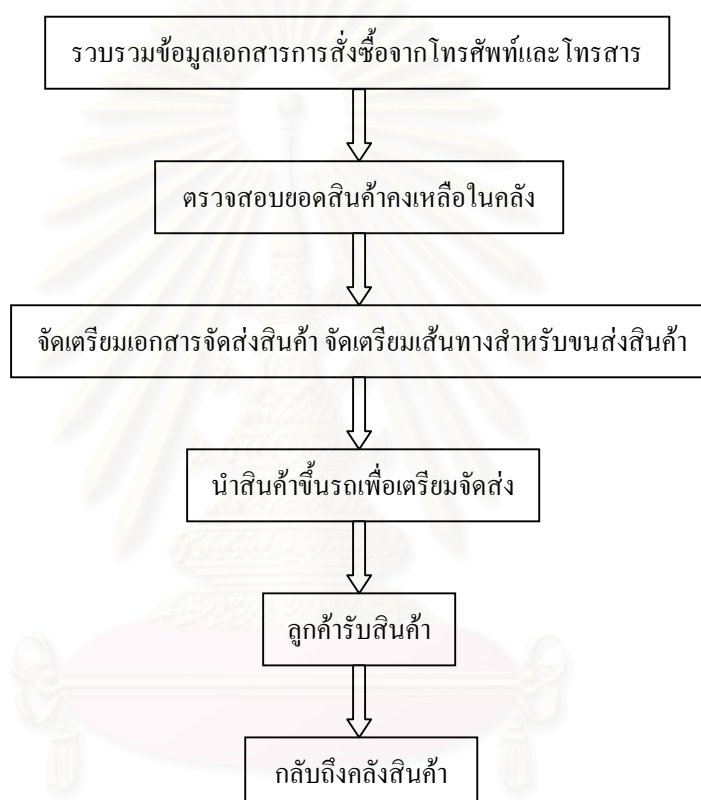 รวบรวมข้อมูลเอกสารการสั่งซื้อจากโทรศัพท์และโทรสาร
ตรวจสอบยอดสินค้าคงเหลือในคลัง
จัดเตรียมเอกสารจัดส่งสินค้า จัดเตรียมเส้นทางสำหรับขนส่งสินค้า
นำสินค้าขึ้นรถเพื่อเตรียมจัดส่ง
ลูกค้ารับสินค้า
กลับถึงคลังสินค้า